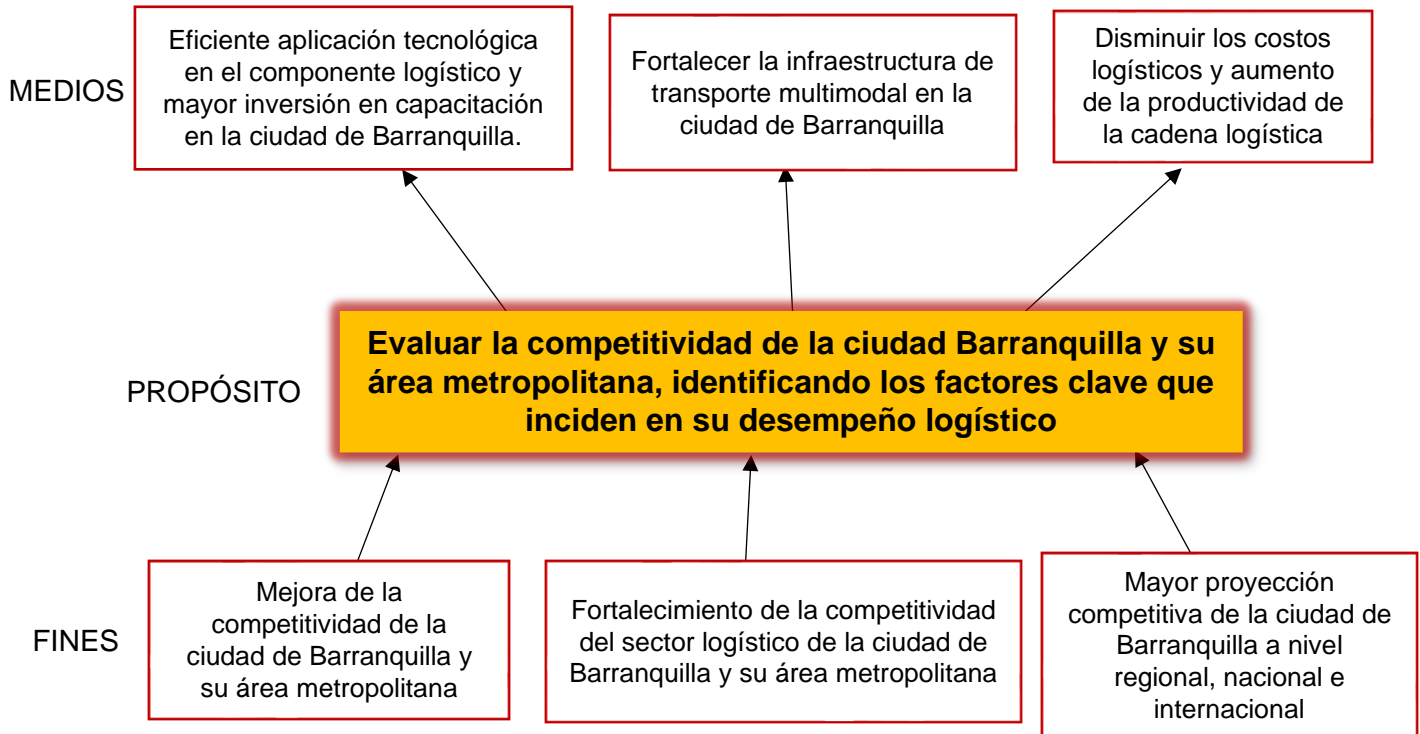 MEDIOS
Eficiente aplicación tecnológica
en el componente logístico y
mayor inversión en capacitación
en la ciudad de Barranquilla.
Fortalecer la infraestructura de
transporte multimodal en la
ciudad de Barranquilla
Disminuir los costos
logísticos y aumento
de la productividad de
la cadena logística
PROPÓSITO
Evaluar la competitividad de la ciudad Barranquilla y su
área metropolitana, identificando los factores clave que
inciden en su desempeño logístico
FINES
Mejora de la
competitividad de la
ciudad de Barranquilla y
su área metropolitana
Fortalecimiento de la competitividad
del sector logístico de la ciudad de
Barranquilla y su área metropolitana
Mayor proyección
competitiva de la ciudad de
Barranquilla a nivel
regional, nacional e
internacional